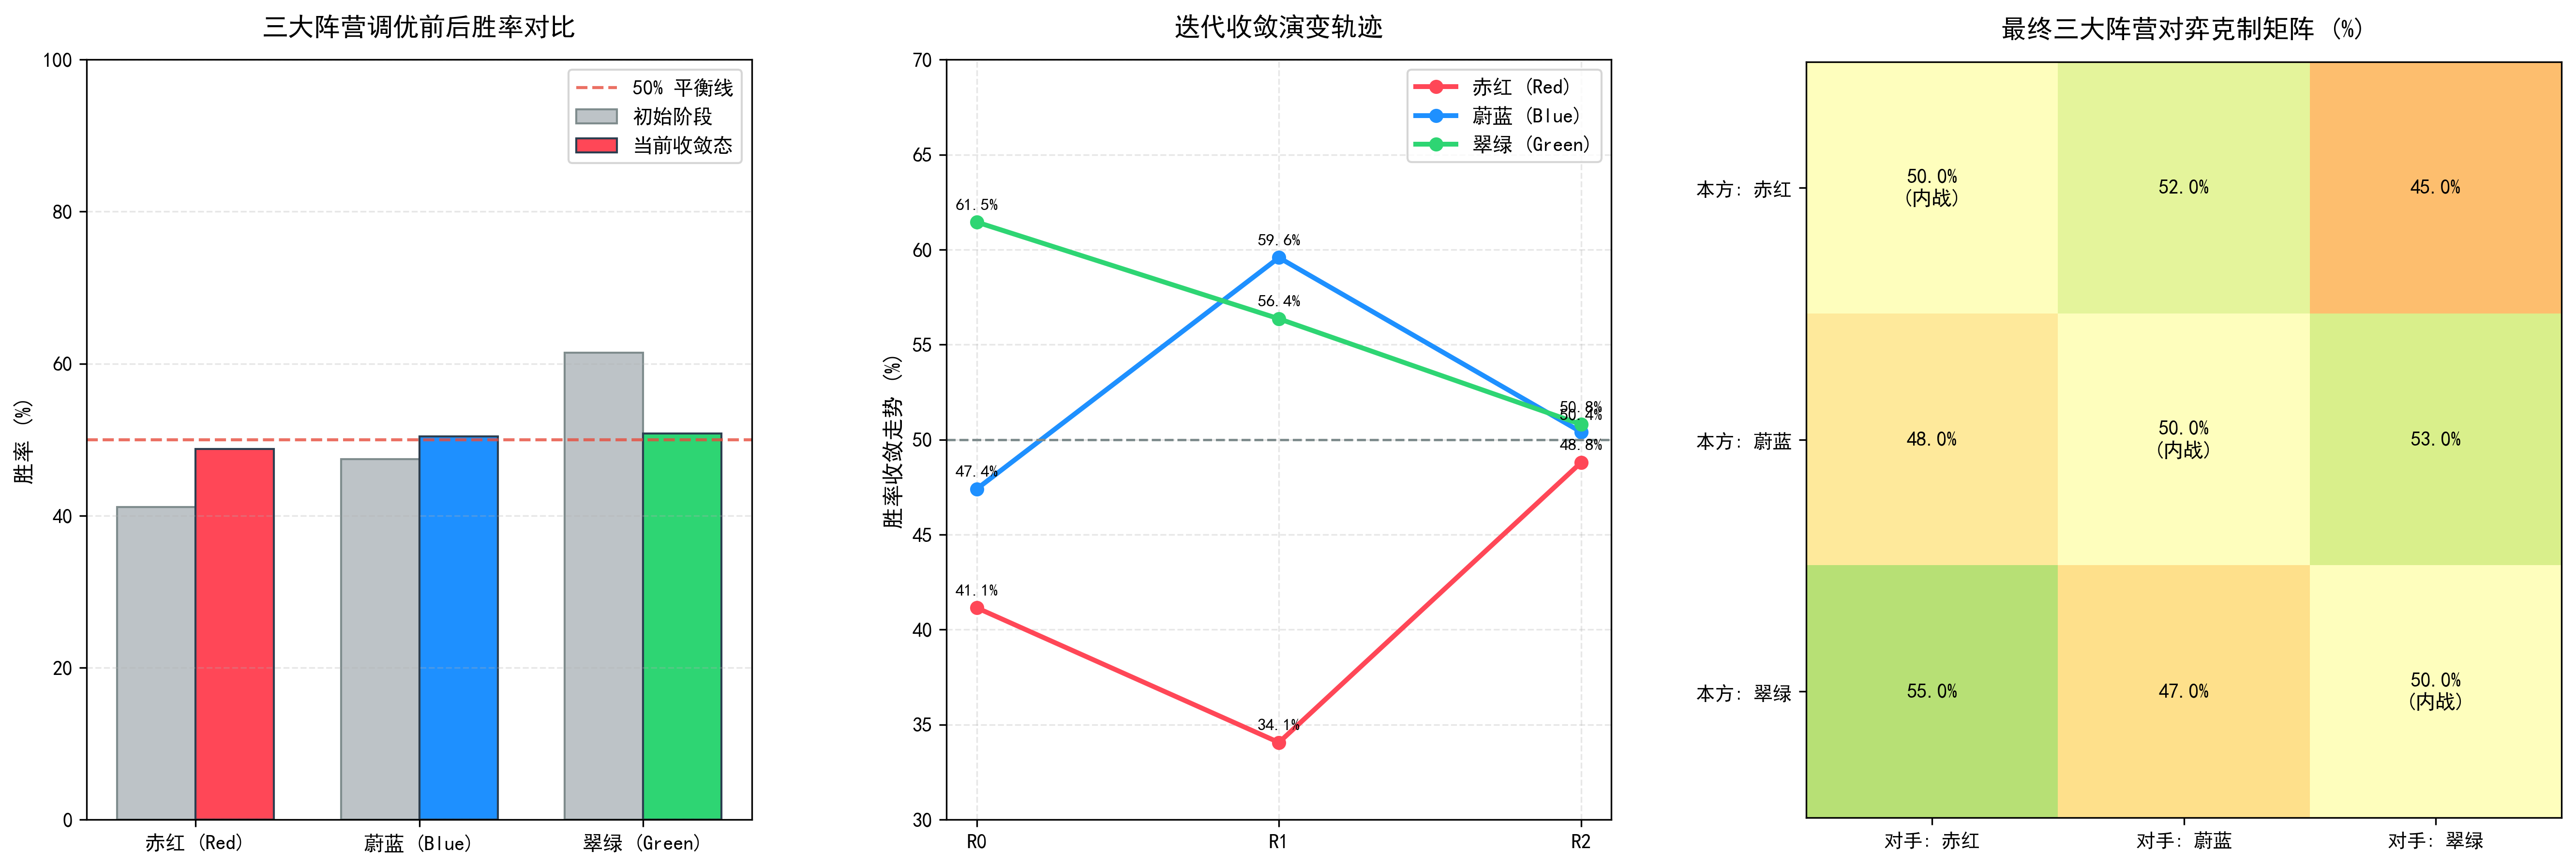 三大阵营调优前后胜率对比
胜率 (%)
100
80
60
40
20
0
50% 平衡线
初始阶段
当前收敛态
赤红 (Red)
蔚蓝 (Blue)
翠绿 (Green)
迭代收敛演变轨迹
胜率收敛走势 (%)
70
65
60
55
50
45
40
35
30
赤红 (Red)
蔚蓝 (Blue)
翠绿 (Green)
61.5%
59.6%
56.4%
50.8%
50.4%
48.8%
47.4%
41.1%
34.1%
R0
R1
R2
最终三大阵营对弈克制矩阵 (%)
本方: 赤红
50.0%
(内战)
52.0%
45.0%
本方: 蔚蓝
48.0%
50.0%
(内战)
53.0%
本方: 翠绿
55.0%
47.0%
50.0%
(内战)
对手: 赤红
对手: 蔚蓝
对手: 翠绿